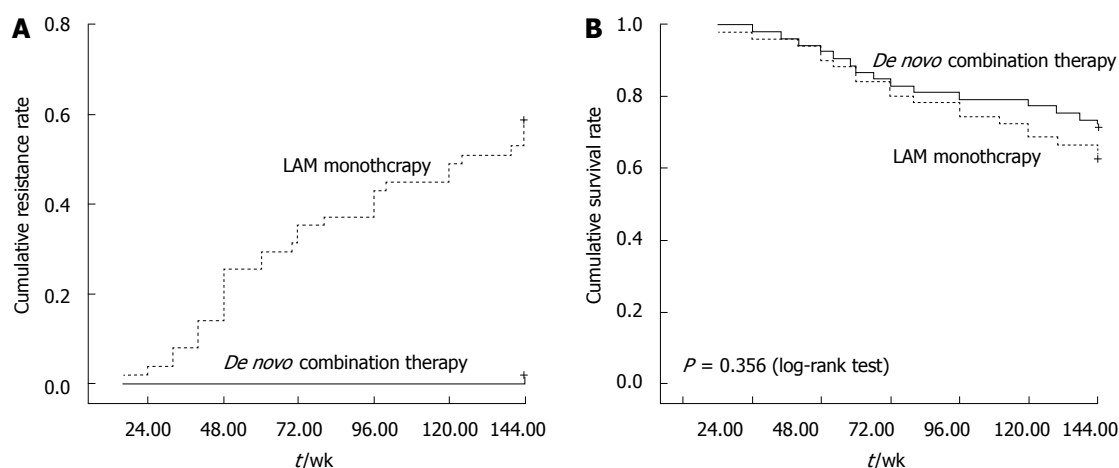 A
Cumulative resistance rate
0.8
0.6
0.4
0.2
0.0
LAM monothcrapy
De novo combination therapy
24.00 48.00 72.00 96.00 120.00 144.00
t/wk
B
Cumulative survival rate
1.0
0.8
0.6
0.4
0.2
0.0
De novo combination therapy
LAM monothcrapy
P = 0.356 (log-rank test)
24.00 48.00 72.00 96.00 120.00 144.00
t/wk